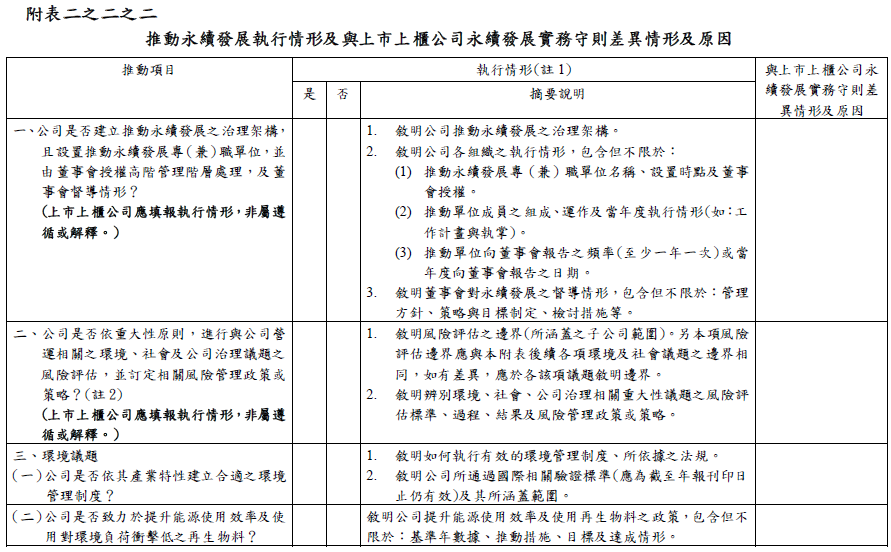 附表二之二之二
推動永續發展執行情形及與上市上櫃公司永續發展實務守則差異情形及原因
推動項目
執行情形(註1)
與上市上櫃公司永
續發展實務守則差
異情形及原因
是
否
摘要說明
一、公司是否建立推動永續發展之治理架構，
且設置推動永續發展專(兼)職單位，並
由董事會授權高階管理階層處理，及董
事會督導情形？
(上市上櫃公司應填報執行情形，非屬遵
循或解釋。)
1. 敘明公司推動永續發展之治理架構。
2. 敘明公司各組織之執行情形，包含但不限於：
(1) 推動永續發展專（兼）職單位名稱、設置時點及董事
會授權。
(2) 推動單位成員之組成、運作及當年度執行情形(如：工
作計畫與執掌)。
(3) 推動單位向董事會報告之頻率(至少一年一次)或當
年度向董事會報告之日期。
3. 敘明董事會對永續發展之督導情形，包含但不限於：管理
方針、策略與目標制定、檢討措施等。
二、公司是否依重大性原則，進行與公司營
運相關之環境、社會及公司治理議題之
風險評估，並訂定相關風險管理政策或
策略？(註2)
(上市上櫃公司應填報執行情形，非屬遵
循或解釋。)
1. 敘明風險評估之邊界(所涵蓋之子公司範圍)。另本項風險
評估邊界應與本附表後續各項環境及社會議題之邊界相
同，如有差異，應於各該項議題敘明邊界。
2. 敘明辨別環境、社會、公司治理相關重大性議題之風險評
估標準、過程、結果及風險管理政策或策略。
三、環境議題
(一)公司是否依其產業特性建立合適之環境
管理制度？
1. 敘明如何執行有效的環境管理制度、所依據之法規。
2. 敘明公司所通過國際相關驗證標準(應為截至年報刊印日
止仍有效)及其所涵蓋範圍。
(二)公司是否致力於提升能源使用效率及使
用對環境負荷衝擊低之再生物料？
敘明公司提升能源使用效率及使用再生物料之政策，包含但不
限於：基準年數據、推動措施、目標及達成情形。